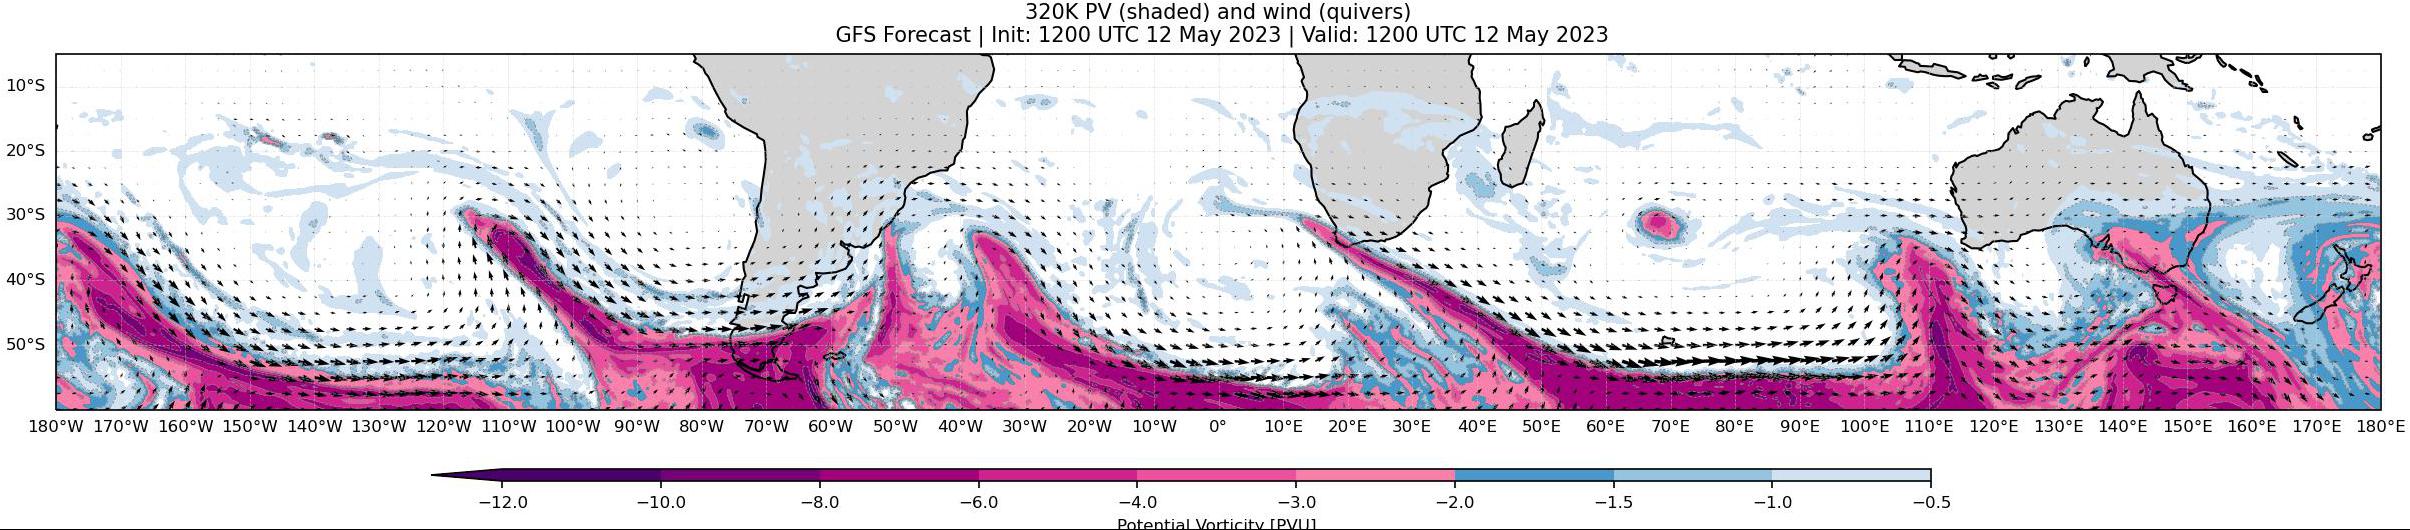 320K PV (shaded) and wind (quivers)
GFS Forecast | Init: 1200 UTC 12 May 2023 | Valid: 1200 UTC 12 May 2023
10°S
20°S
30°S
40°S
50°S
180°W 170°W 160°W 150°W 140°W 130°W 120°W 110°W 100°W 90°W 80°W 70°W 60°W 50°W 40°W 30°W 20°W 10°W 0° 10°E 20°E 30°E 40°E 50°E 60°E 70°E 80°E 90°E 100°E 110°E 120°E 130°E 140°E 150°E 160°E 170°E 180°E
−12.0 −10.0 −8.0 −6.0 −4.0 −3.0 −2.0 −1.5 −1.0 −0.5
Potential Vorticity [PVU]